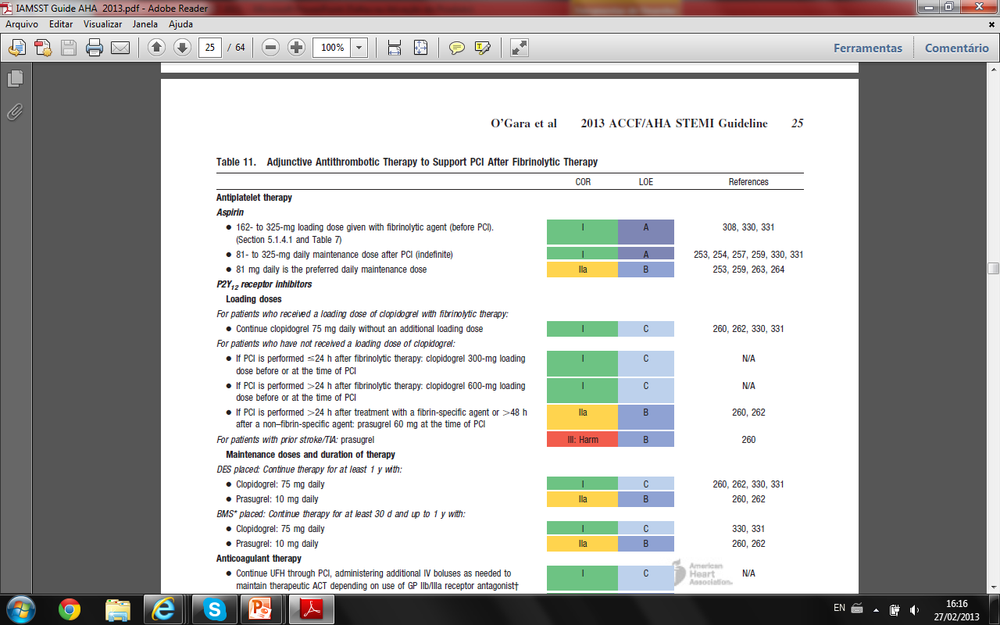 IAMSST Guide AHA 2013.pdf - Adobe Reader
Arquivo Editar Visualizar Janela Ajuda
25 / 64 100% Ferramentas Comentário
O'Gara et al 2013 ACCF/AHA STEMI Guideline 25
Table 11. Adjunctive Antithrombotic Therapy to Support PCI After Fibrinolytic Therapy
COR LOE References
Antiplatelet therapy
Aspirin
● 162- to 325-mg loading dose given with fibrinolytic agent (before PCI). I A 308, 330, 331
(Section 5.1.4.1 and Table 7)
● 81- to 325-mg daily maintenance dose after PCI (indefinite) I A 253, 254, 257, 259, 330, 331
● 81 mg daily is the preferred daily maintenance dose IIa B 253, 259, 263, 264
P2Y12 receptor inhibitors
Loading doses
For patients who received a loading dose of clopidogrel with fibrinolytic therapy:
● Continue clopidogrel 75 mg daily without an additional loading dose I C 260, 262, 330, 331
For patients who have not received a loading dose of clopidogrel:
● If PCI is performed ≤24 h after fibrinolytic therapy: clopidogrel 300-mg loading I C N/A
dose before or at the time of PCI
● If PCI is performed >24 h after fibrinolytic therapy: clopidogrel 600-mg loading I C N/A
dose before or at the time of PCI
● If PCI is performed >24 h after treatment with a fibrin-specific agent or >48 h IIa B 260, 262
after a non–fibrin-specific agent: prasugrel 60 mg at the time of PCI
For patients with prior stroke/TIA: prasugrel III: Harm B 260
Maintenance doses and duration of therapy
DES placed: Continue therapy for at least 1 y with:
● Clopidogrel: 75 mg daily I C 260, 262, 330, 331
● Prasugrel: 10 mg daily IIa B 260, 262
BMS* placed: Continue therapy for at least 30 d and up to 1 y with:
● Clopidogrel: 75 mg daily I C 330, 331
● Prasugrel: 10 mg daily IIa B 260, 262
Anticoagulant therapy
● Continue UFH through PCI, administering additional IV boluses as needed to I C N/A
maintain therapeutic ACT depending on use of GP IIb/IIIa receptor antagonist†
American
Heart
Association®
EN 16:16
27/02/2013